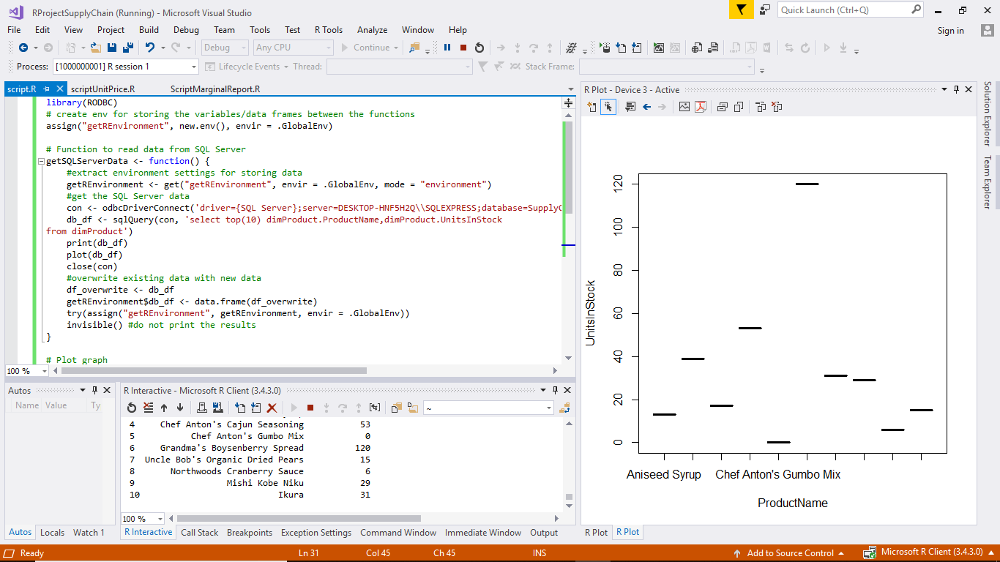 RProjectSupplyChain (Running) - Microsoft Visual Studio
Quick Launch (Ctrl+Q)
File Edit View Project Build Debug Team Tools Test R Tools Analyze Window Help
Sign in
Debug Any CPU Continue
Process: [1000000001] R session 1 Lifecycle Events Thread: Stack Frame:
script.R scriptUnitPrice.R ScriptMarginalReport.R
library(RODBC)
# create env for storing the variables/data frames between the functions
assign("getREnvironment", new.env(), envir = .GlobalEnv)
# Function to read data from SQL Server
getSQLServerData <- function() {
#extract environment settings for storing data
getREnvironment <- get("getREnvironment", envir = .GlobalEnv, mode = "environment")
#get the SQL Server data
con <- odbcDriverConnect('driver={SQL Server};server=DESKTOP-HNF5H2Q\\SQLEXPRESS;database=SupplyC
db_df <- sqlQuery(con, 'select top(10) dimProduct.ProductName,dimProduct.UnitsInStock
from dimProduct')
print(db_df)
plot(db_df)
close(con)
#overwrite existing data with new data
df_overwrite <- db_df
getREnvironment$db_df <- data.frame(df_overwrite)
try(assign("getREnvironment", getREnvironment, envir = .GlobalEnv))
invisible() #do not print the results
}
# Plot graph
100 %
Autos
Name Value Ty
Autos Locals Watch 1
R Interactive - Microsoft R Client (3.4.3.0)
~
4 Chef Anton's Cajun Seasoning 53
5 Chef Anton's Gumbo Mix 0
6 Grandma's Boysenberry Spread 120
7 Uncle Bob's Organic Dried Pears 15
8 Northwoods Cranberry Sauce 6
9 Mishi Kobe Niku 29
10 Ikura 31
100 %
R Interactive Call Stack Breakpoints Exception Settings Command Window Immediate Window Output
R Plot - Device 3 - Active
120
100
80
60
40
20
0
UnitsInStock
Aniseed Syrup Chef Anton's Gumbo Mix
ProductName
R Plot R Plot
Solution Explorer
Team Explorer
Ready Ln 31 Col 45 Ch 45 INS Add to Source Control Microsoft R Client (3.4.3.0)